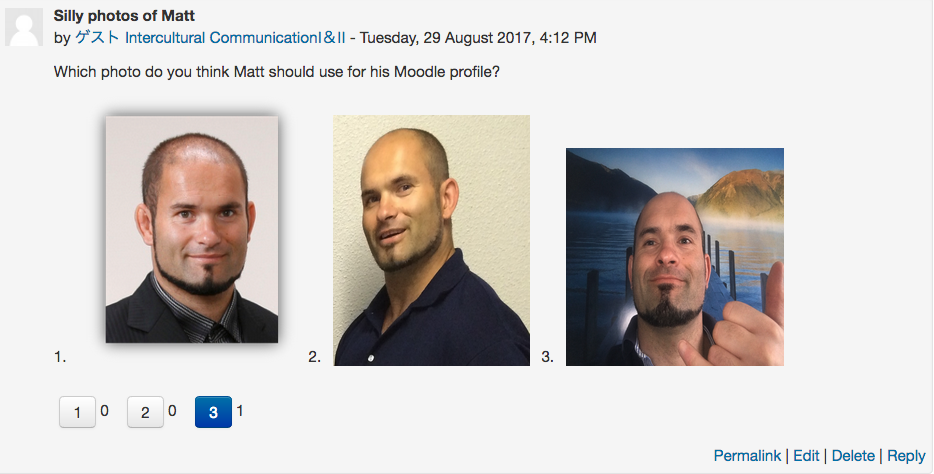 Silly photos of Matt
by ゲスト Intercultural CommunicationI＆II - Tuesday, 29 August 2017, 4:12 PM
Which photo do you think Matt should use for his Moodle profile?
1. 2. 3.
1 0 2 0 3 1
Permalink | Edit | Delete | Reply